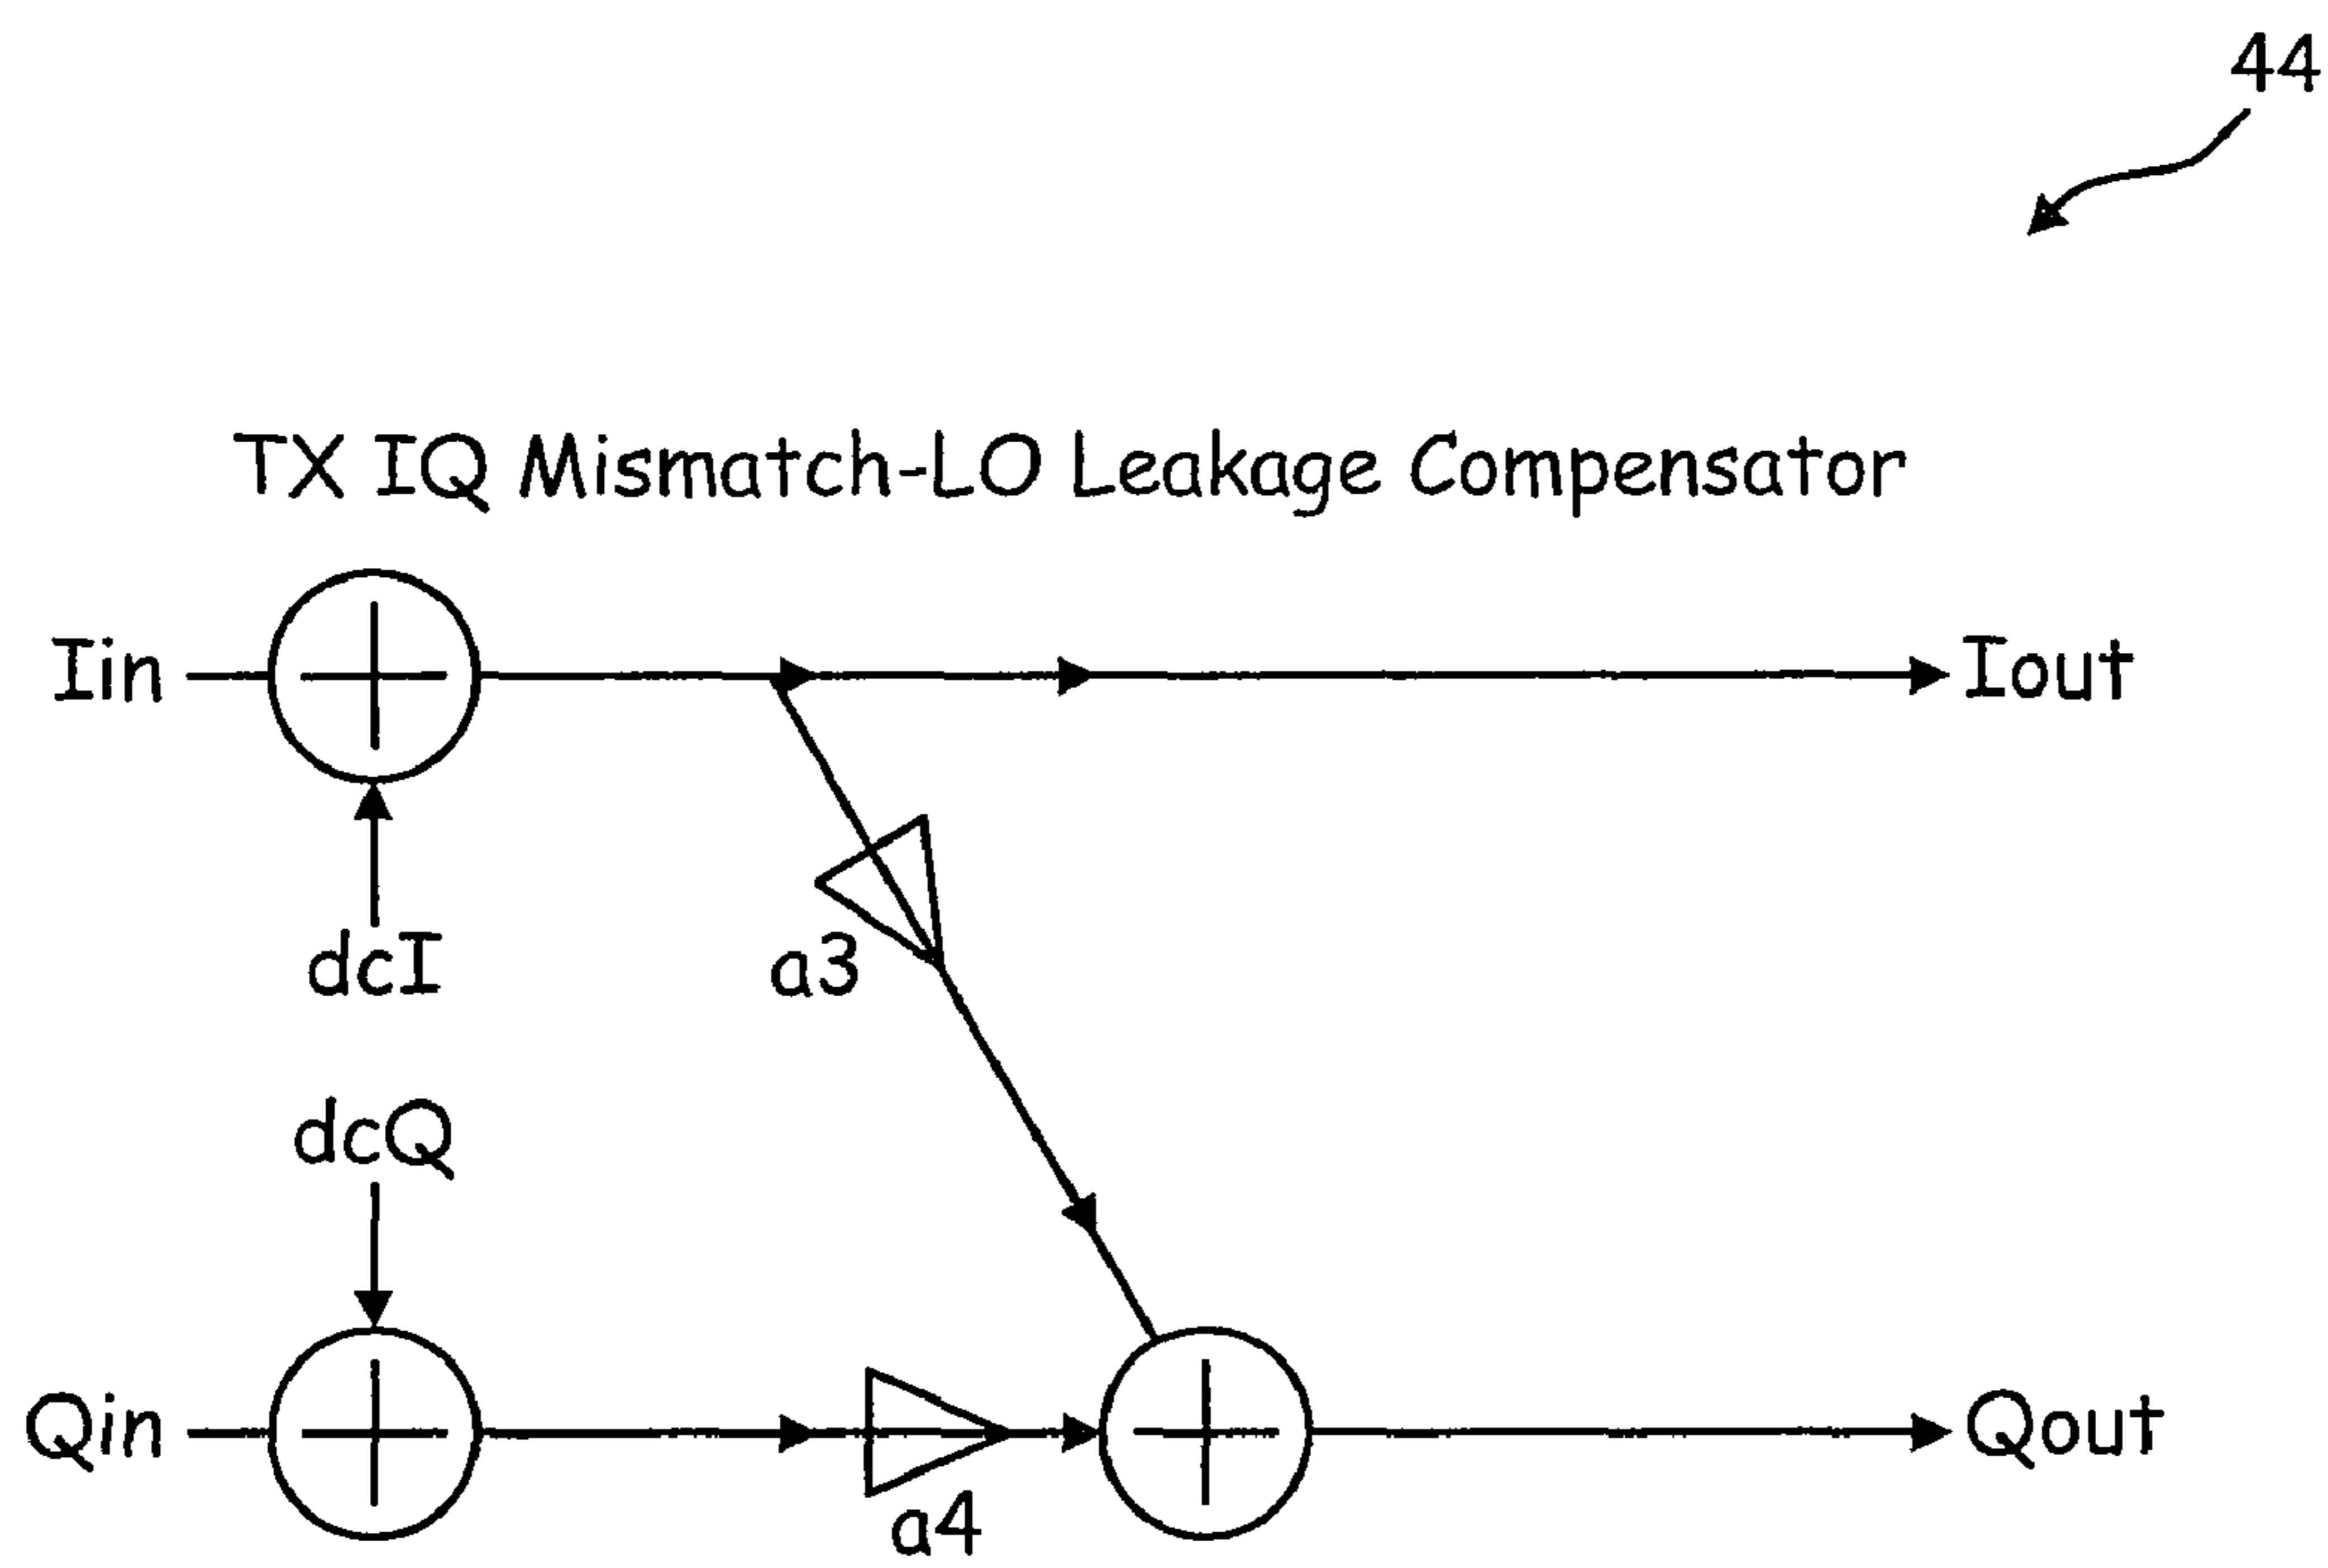 44
TX IQ Mismatch-LO Leakage Compensator
Iin
Iout
dcI
a3
dcQ
Qin
Qout
a4